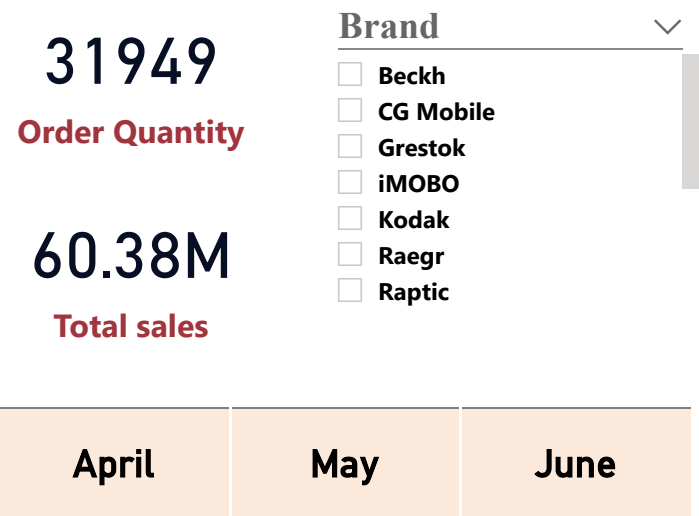 31949
Order Quantity
60.38M
Total sales
Brand
Beckh
CG Mobile
Grestok
iMOBO
Kodak
Raegr
Raptic
April
May
June